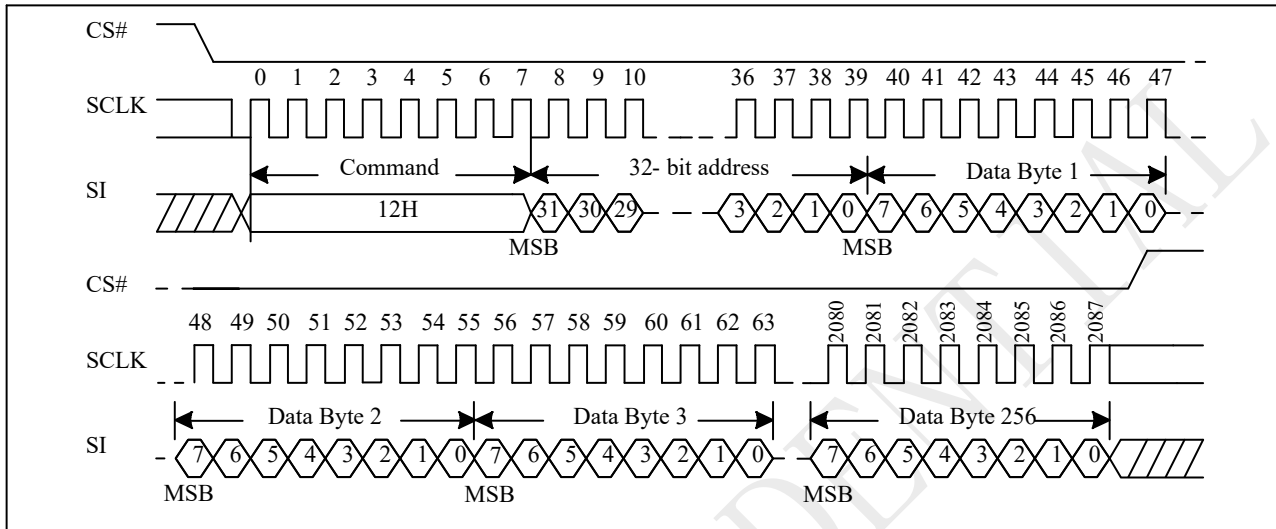 CS#
0 1 2 3 4 5 6 7 8 9 10 36 37 38 39 40 41 42 43 44 45 46 47
SCLK
Command 32- bit address Data Byte 1
SI
12H 31 30 29 3 2 1 0 7 6 5 4 3 2 1 0
MSB MSB
CS#
48 49 50 51 52 53 54 55 56 57 58 59 60 61 62 63 2080 2081 2082 2083 2084 2085 2086 2087
SCLK
Data Byte 2 Data Byte 3 Data Byte 256
SI
7 6 5 4 3 2 1 0 7 6 5 4 3 2 1 0 7 6 5 4 3 2 1 0
MSB MSB MSB
DENTIAL